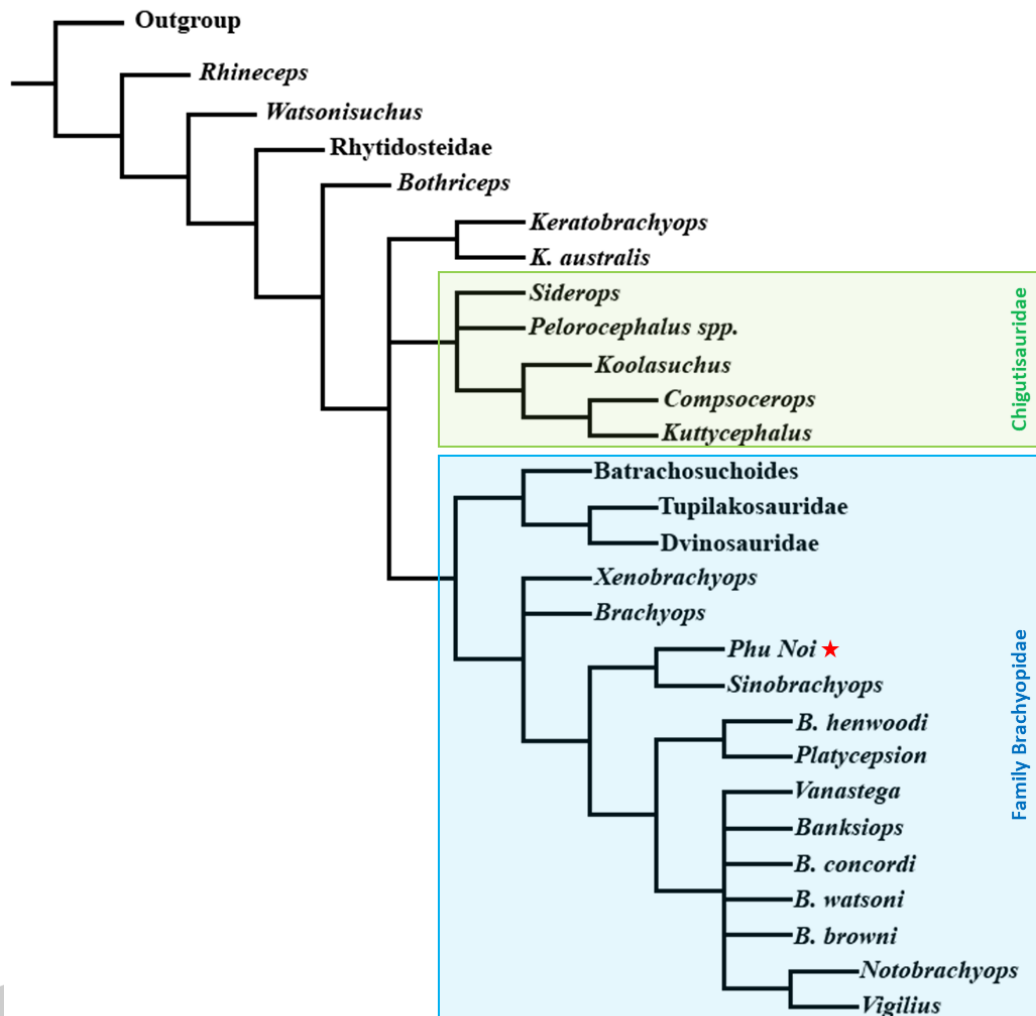 Outgroup
Rhineceps
Watsonisuchus
Rhytidosteidae
Bothriceps
Keratobrachyops
K. australis
Siderops
Pelorocephalus spp.
Koolasuchus
Compsocerops
Kuttycephalus
Chigutisauridae
Batrachosuchoides
Tupilakosauridae
Dvinosauridae
Xenobrachyops
Brachyops
Phu Noi
Sinobrachyops
B. henwoodi
Platycepsion
Vanastega
Banksiops
B. concordi
B. watsoni
B. browni
Notobrachyops
Vigilius
Family Brachyopidae